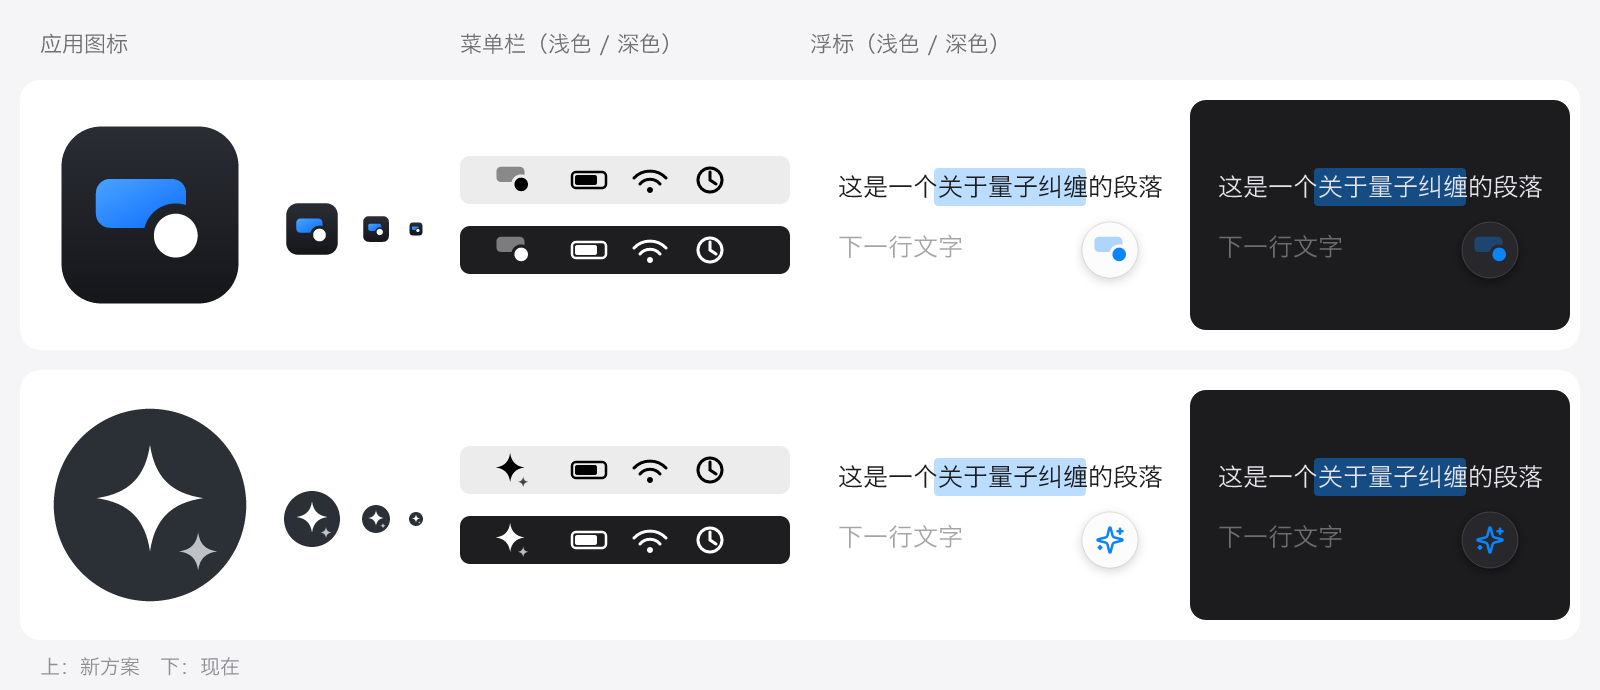 应用图标
菜单栏（浅色 / 深色）
浮标（浅色 / 深色）
这是一个关于量子纠缠的段落
下一行文字
这是一个关于量子纠缠的段落
下一行文字
这是一个关于量子纠缠的段落
下一行文字
这是一个关于量子纠缠的段落
下一行文字
上：新方案　下：现在